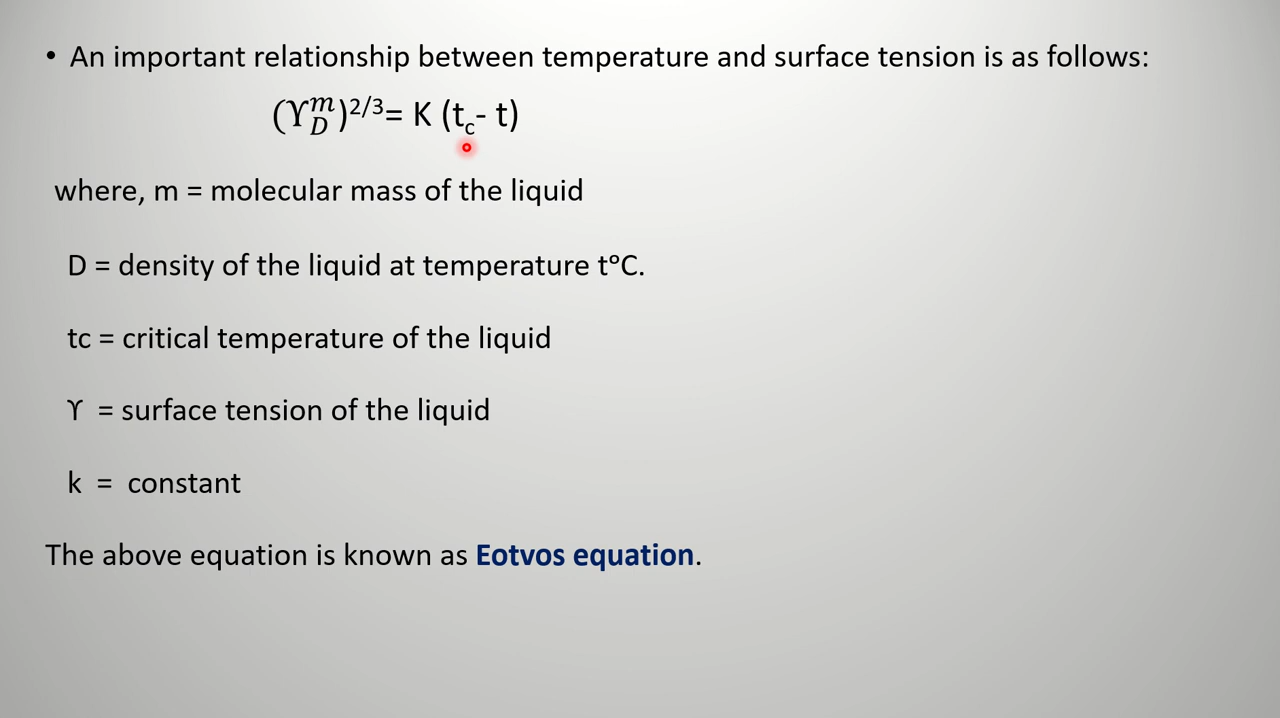 • An important relationship between temperature and surface tension is as follows:
(ϒ^m_D)^2/3= K (t_c- t)
where, m = molecular mass of the liquid
D = density of the liquid at temperature t°C.
tc = critical temperature of the liquid
ϒ = surface tension of the liquid
k = constant
The above equation is known as Eotvos equation.